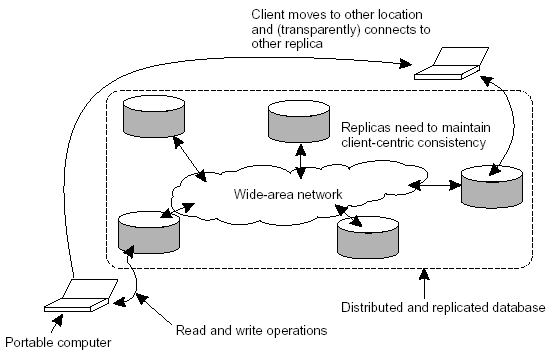 Client moves to other location
and (transparently) connects to
other replica
Replicas need to maintain
client-centric consistency
Wide-area network
Distributed and replicated database
Read and write operations
Portable computer